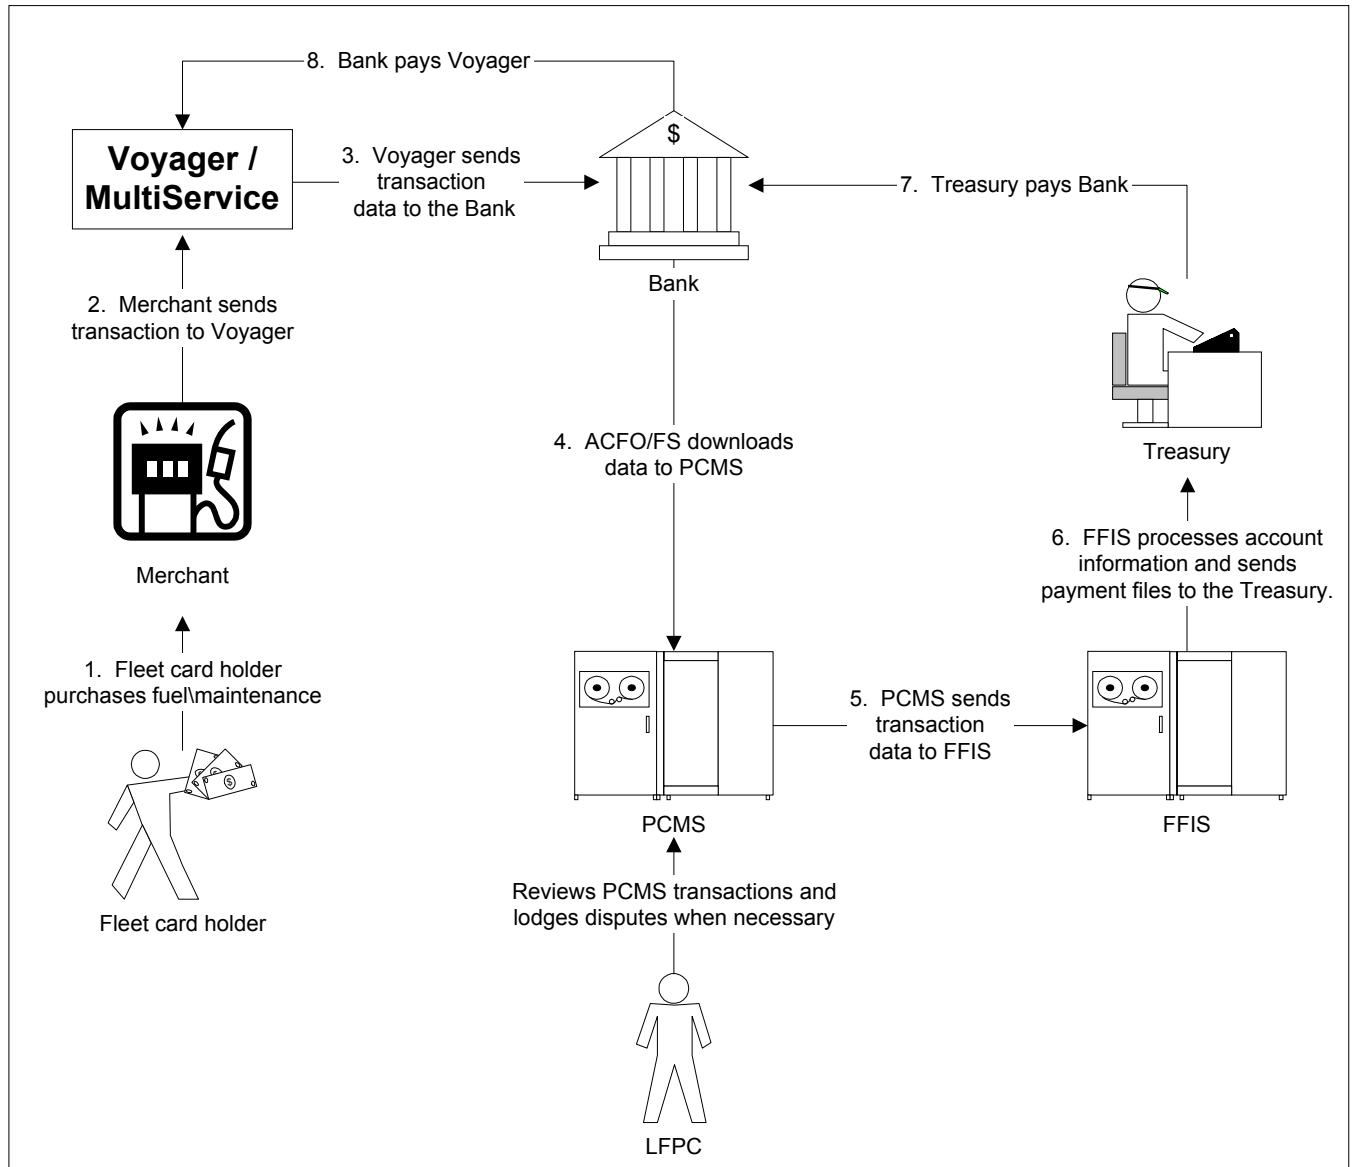 8. Bank pays Voyager
$
Voyager /
MultiService
3. Voyager sends
transaction
data to the Bank
7. Treasury pays Bank
Bank
2. Merchant sends
transaction to Voyager
4. ACFO/FS downloads
data to PCMS
Treasury
Merchant
6. FFIS processes account
information and sends
payment files to the Treasury.
1. Fleet card holder
purchases fuel\maintenance
5. PCMS sends
transaction
data to FFIS
$
PCMS
FFIS
Reviews PCMS transactions and
lodges disputes when necessary
Fleet card holder
LFPC